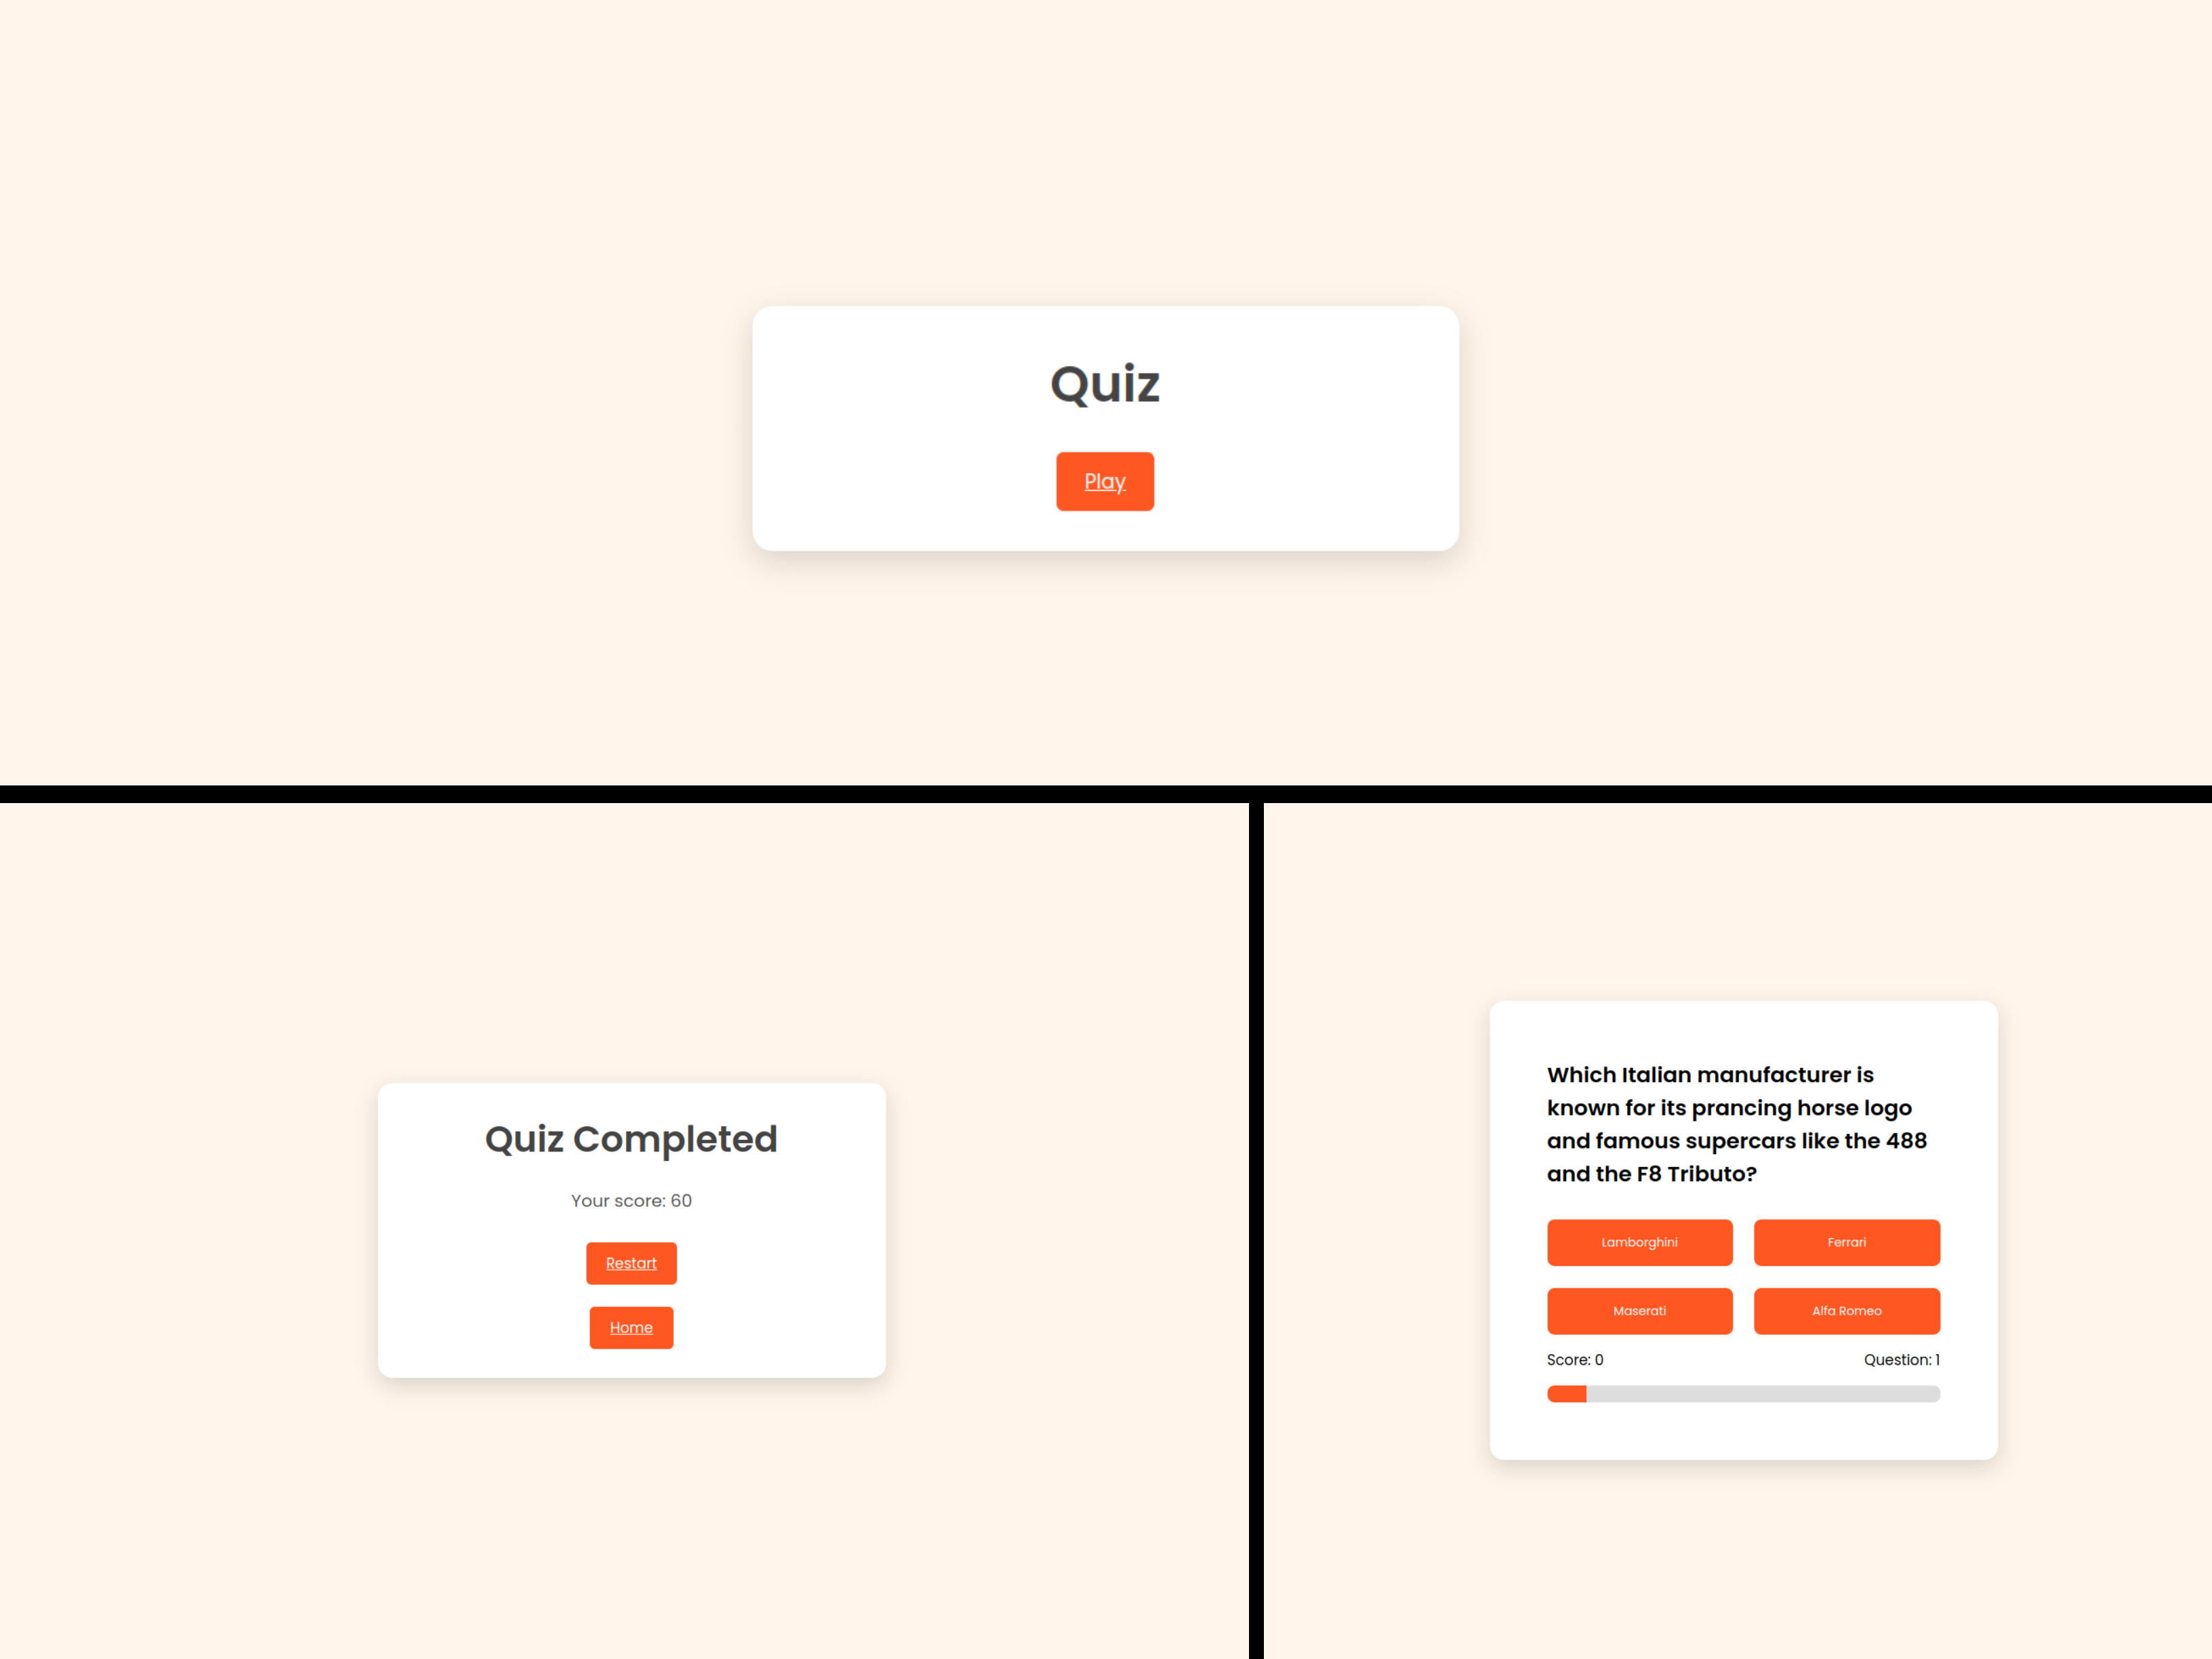 Quiz
Play
Quiz Completed
Your score: 60
Restart
Home
Which Italian manufacturer is
known for its prancing horse logo
and famous supercars like the 488
and the F8 Tributo?
Lamborghini
Ferrari
Maserati
Alfa Romeo
Score: 0
Question: 1